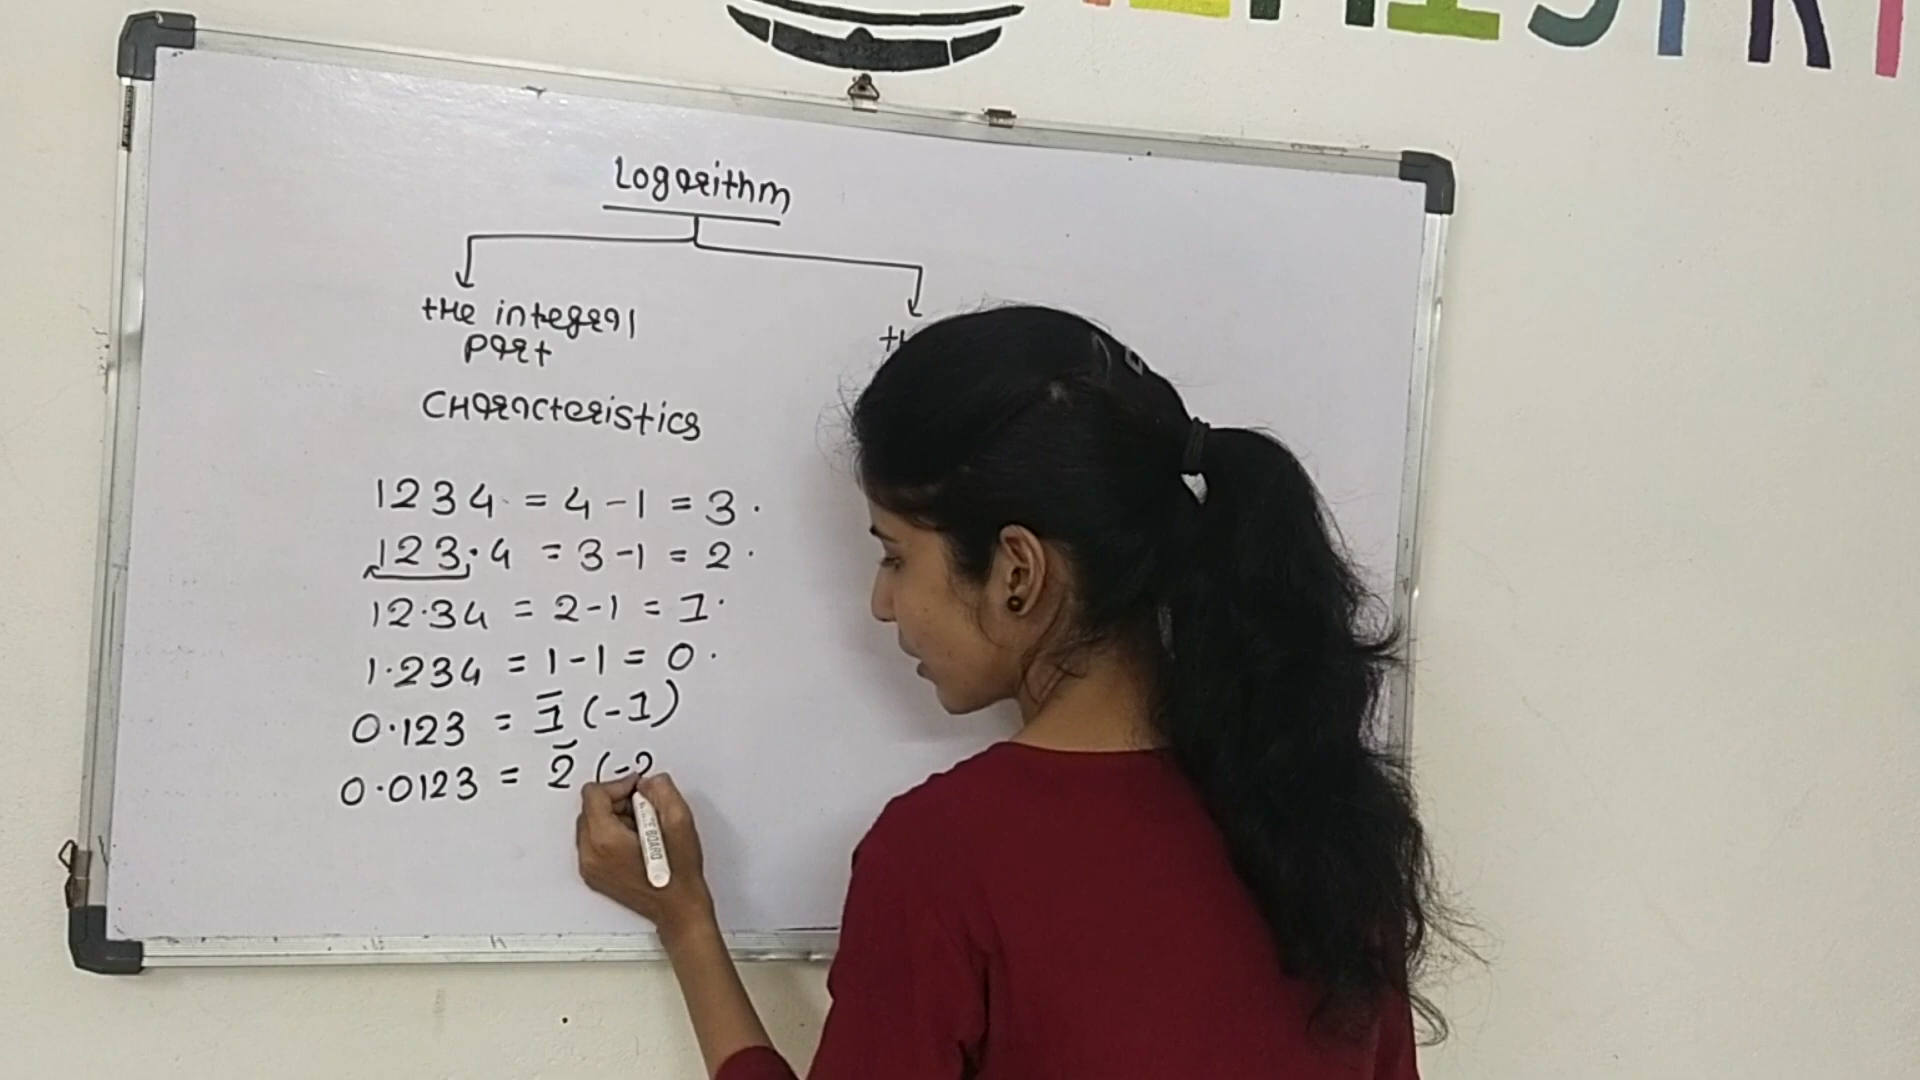 Logarithm
tHe integral
Part
CHaracteristics
1234. = 4-1 = 3.
123.4 = 3-1 = 2.
12.34 = 2-1 = 1.
1.234 = 1-1 = 0.
0.123 = 1̄ (-1)
0.0123 = 2̄ (-2